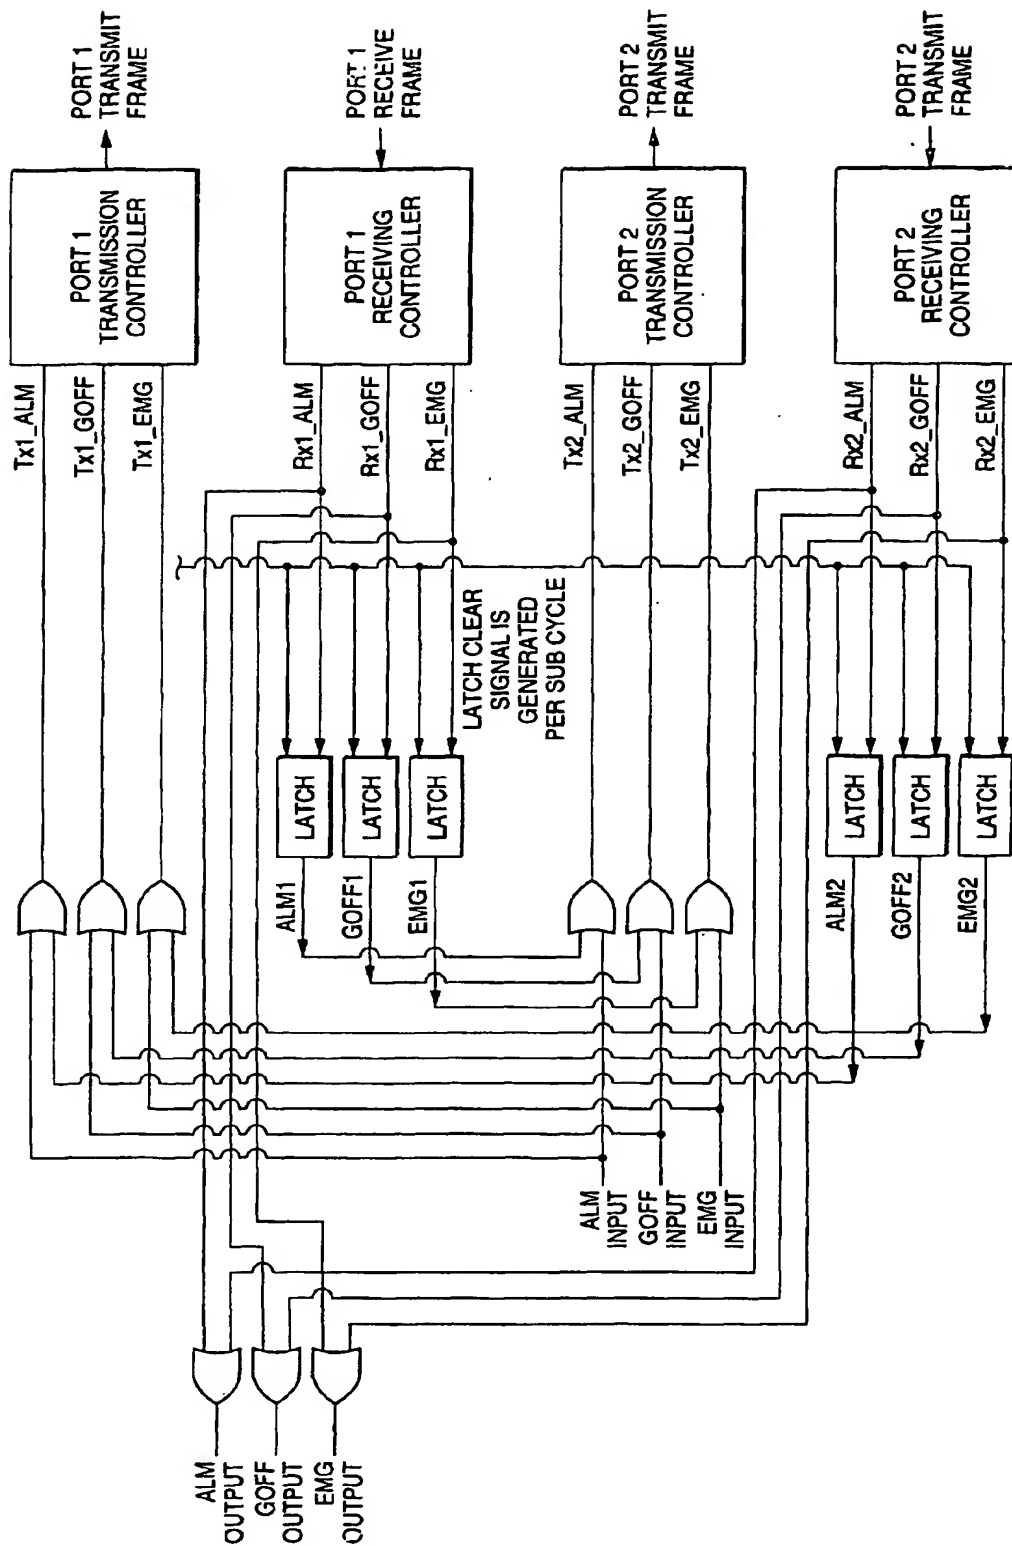 PORT 1
TRANSMIT
FRAME
PORT 1
RECEIVE
FRAME
PORT 2
TRANSMIT
FRAME
PORT 2
TRANSMIT
FRAME
PORT 1
TRANSMISSION
CONTROLLER
PORT 1
RECEIVING
CONTROLLER
PORT 2
TRANSMISSION
CONTROLLER
PORT 2
RECEIVING
CONTROLLER
Tx1_ALM
Tx1_GOFF
Tx1_EMG
Rx1_ALM
Rx1_GOFF
Rx1_EMG
Tx2_ALM
Tx2_GOFF
Tx2_EMG
Rx2_ALM
Rx2_GOFF
Rx2_EMG
LATCH CLEAR
SIGNAL IS
GENERATED
PER SUB CYCLE
LATCH
LATCH
LATCH
LATCH
LATCH
LATCH
ALM1
GOFF1
EMG1
ALM2
GOFF2
EMG2
ALM
INPUT
GOFF
INPUT
EMG
INPUT
ALM
OUTPUT
GOFF
OUTPUT
EMG
OUTPUT